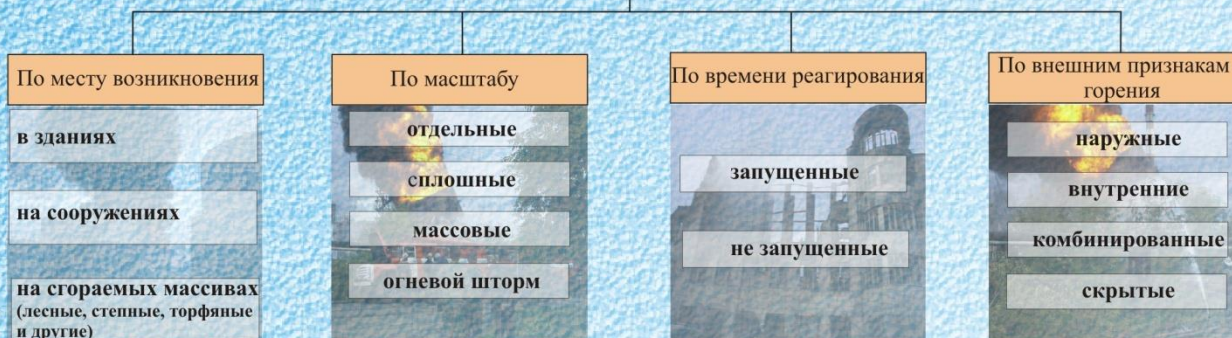 По месту возникновения
в зданиях
на сооружениях
на сгораемых массивах
(лесные, степные, торфяные
и другие)
По масштабу
отдельные
сплошные
массовые
огневой шторм
По времени реагирования
запущенные
не запущенные
По внешним признакам
горения
наружные
внутренние
комбинированные
скрытые